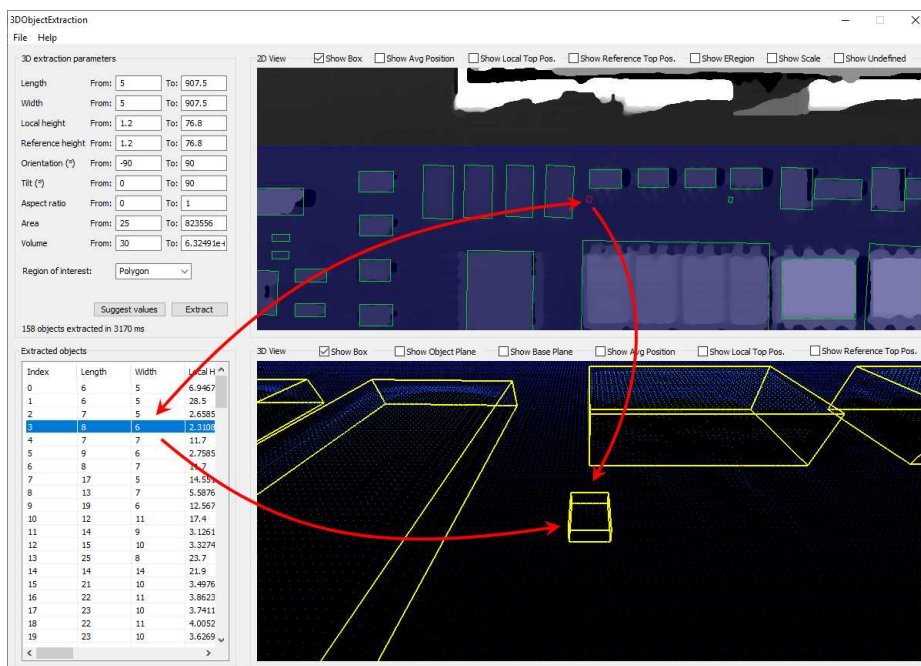 3DObjectExtraction
File Help
3D extraction parameters
Length From: 5 To: 907.5
Width From: 5 To: 907.5
Local height From: 1.2 To: 76.8
Reference height From: 1.2 To: 76.8
Orientation (°) From: -90 To: 90
Tilt (°) From: 0 To: 90
Aspect ratio From: 0 To: 1
Area From: 25 To: 823556
Volume From: 30 To: 6.32491e+
Region of interest: Polygon
Suggest values Extract
158 objects extracted in 3170 ms
2D View Show Box Show Avg Position Show Local Top Pos. Show Reference Top Pos. Show ERegion Show Scale Show Undefined
Extracted objects
Index Length Width Local H
0 6 5 6.9467
1 6 5 28.5
2 7 5 2.6585
3 8 6 2.3108
4 7 7 11.7
5 9 6 2.7585
6 8 7
7 17 5 14.551
8 13 7 5.5876
9 19 6 12.567
10 12 11 17.4
11 14 9 3.1261
12 15 10 3.3274
13 25 8 23.7
14 14 14 21.9
15 21 10 3.4976
16 22 11 3.8623
17 23 10 3.7411
18 22 11 4.0052
19 23 10 3.6269
3D View Show Box Show Object Plane Show Base Plane Show Avg Position Show Local Top Pos. Show Reference Top Pos.